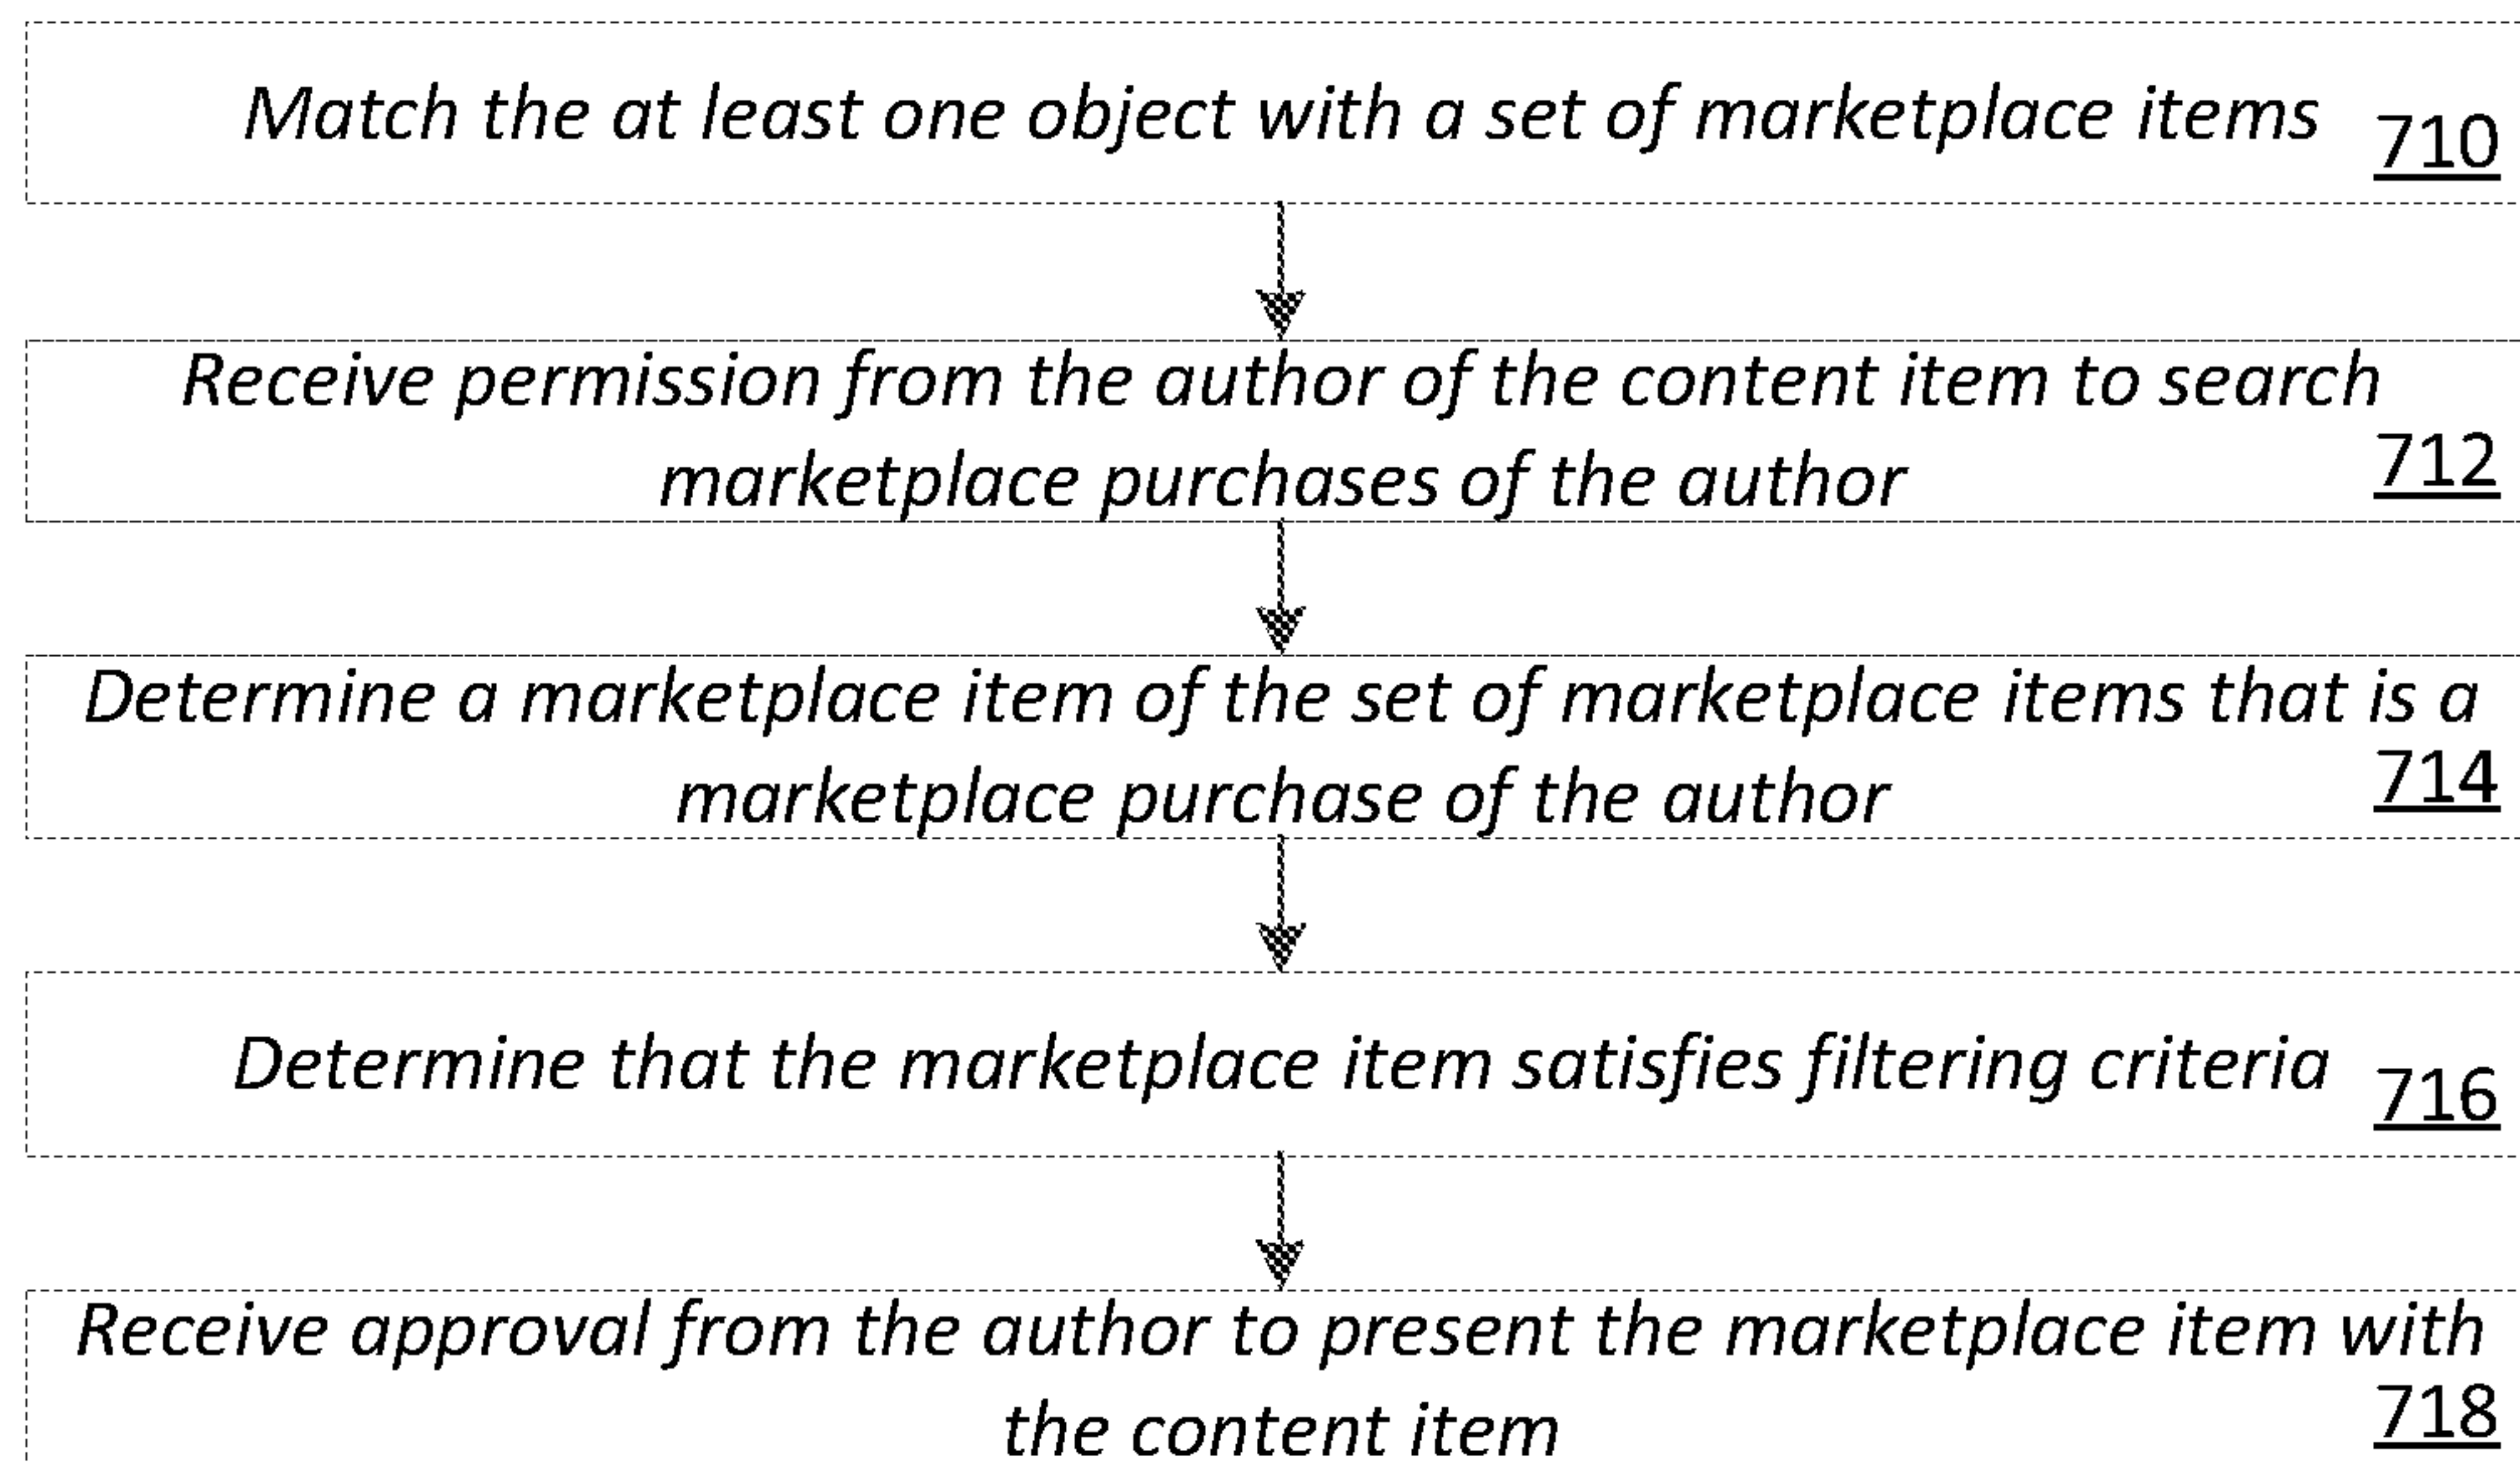 Match the at least one object with a set of marketplace items
710
Receive permission from the author of the content item to search
marketplace purchases of the author
712
Determine a marketplace item of the set of marketplace items that is a
marketplace purchase of the author
714
Determine that the marketplace item satisfies filtering criteria
716
Receive approval from the author to present the marketplace item with
the content item
718